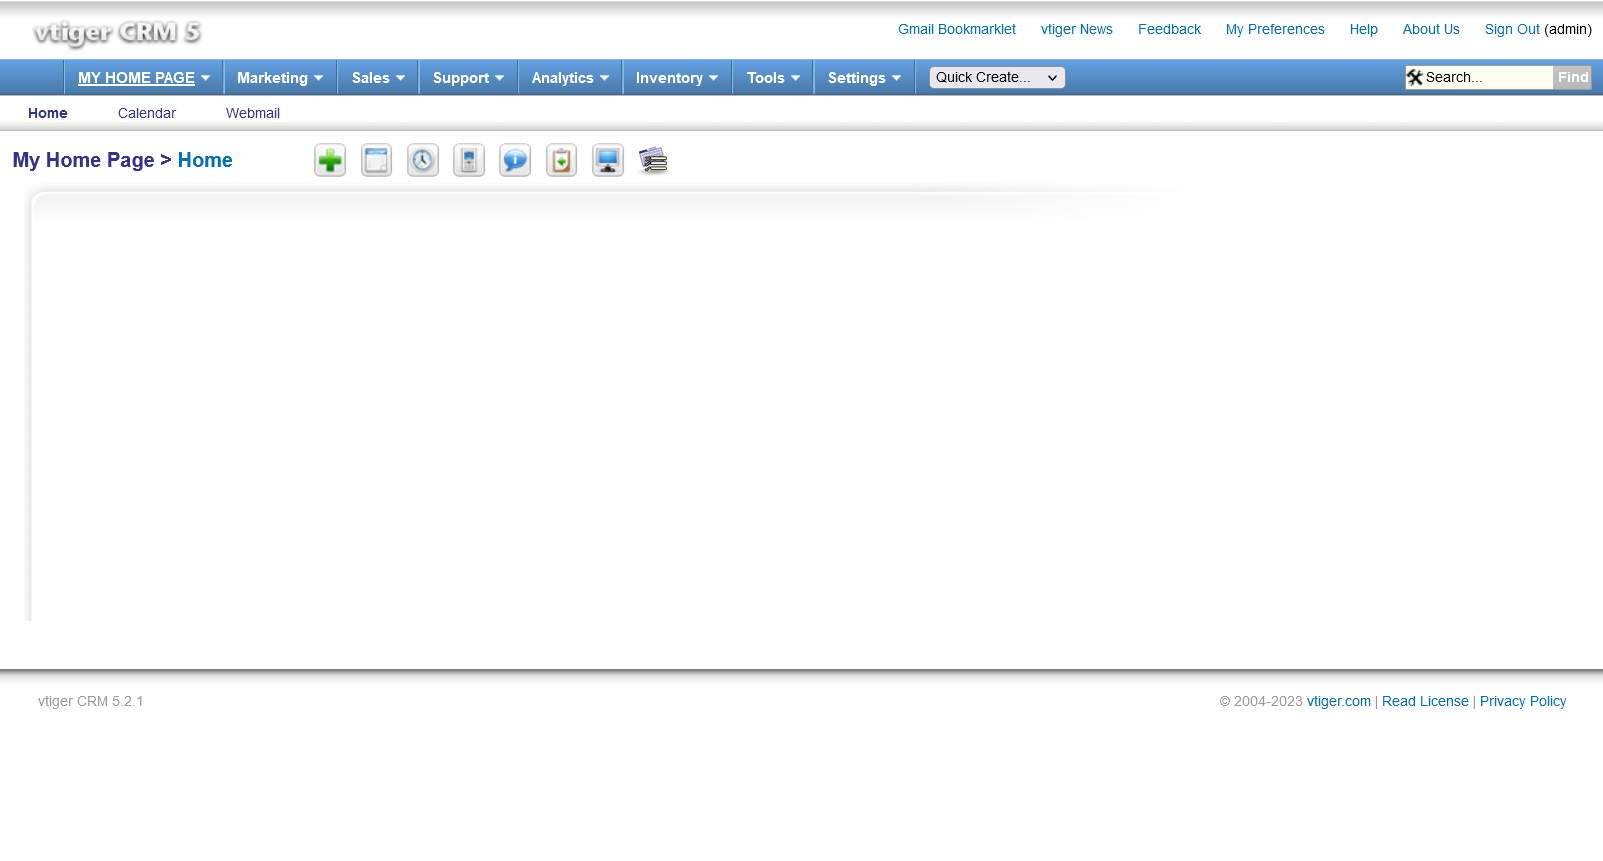 vtiger CRM 5
Gmail Bookmarklet vtiger News Feedback My Preferences Help About Us Sign Out (admin)
MY HOME PAGE Marketing Sales Support Analytics Inventory Tools Settings Quick Create... Search... Find
Home Calendar Webmail
My Home Page > Home
vtiger CRM 5.2.1
© 2004-2023 vtiger.com | Read License | Privacy Policy